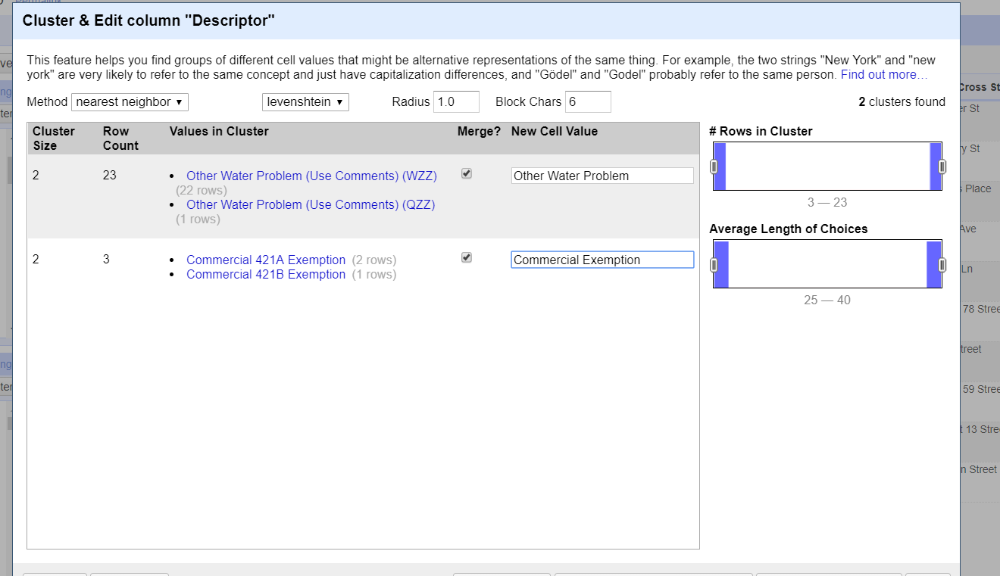 Permalink
Cluster & Edit column "Descriptor"
This feature helps you find groups of different cell values that might be alternative representations of the same thing. For example, the two strings "New York" and "new
york" are very likely to refer to the same concept and just have capitalization differences, and "Gödel" and "Godel" probably refer to the same person. Find out more…
Method nearest neighbor levenshtein Radius 1.0 Block Chars 6 2 clusters found
Cluster Size Row Count Values in Cluster Merge? New Cell Value
2 23 Other Water Problem (Use Comments) (WZZ) Other Water Problem
(22 rows)
Other Water Problem (Use Comments) (QZZ)
(1 rows)
2 3 Commercial 421A Exemption (2 rows) Commercial Exemption
Commercial 421B Exemption (1 rows)
# Rows in Cluster
3 — 23
Average Length of Choices
25 — 40
Cross St
er St
ry St
s Place
Ave
Ln
78 Stree
treet
59 Stree
t 13 Stre
n Street